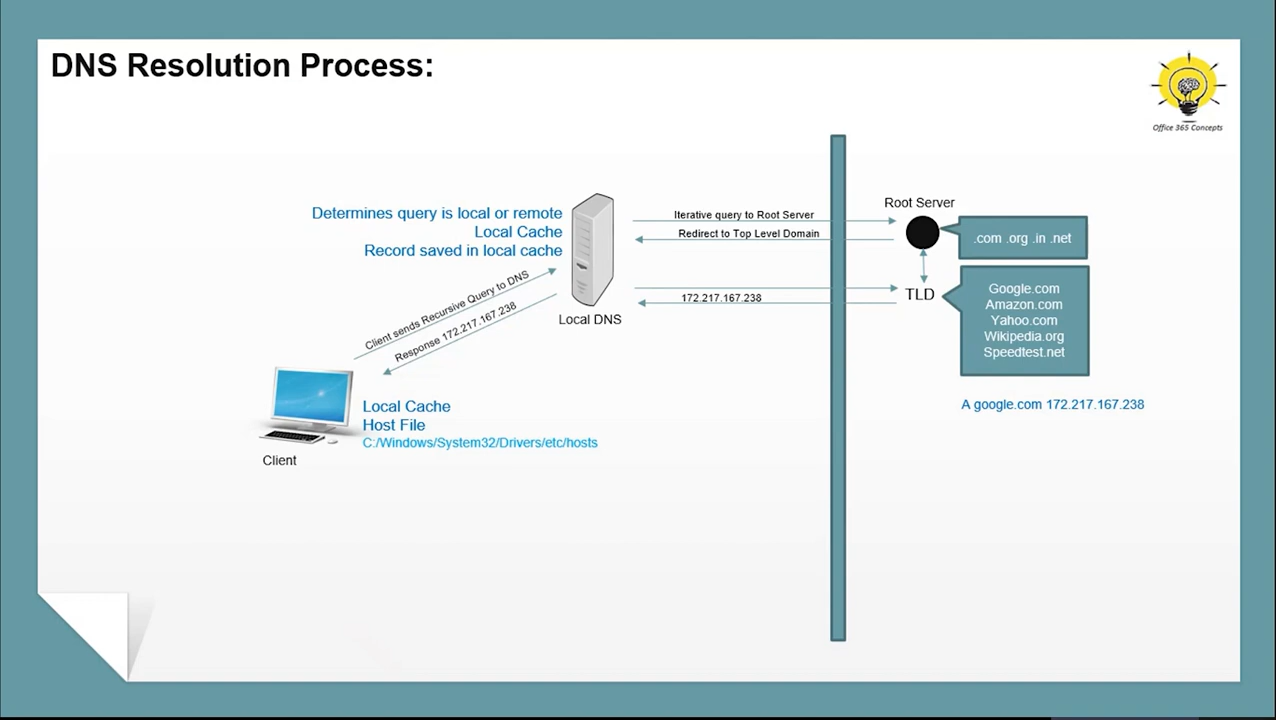 DNS Resolution Process:
Office 365 Concepts
Determines query is local or remote
Local Cache
Record saved in local cache
Client sends Recursive Query to DNS
Response 172.217.167.238
Local DNS
Iterative query to Root Server
Redirect to Top Level Domain
172.217.167.238
Root Server
.com .org .in .net
TLD
Google.com
Amazon.com
Yahoo.com
Wikipedia.org
Speedtest.net
A google.com 172.217.167.238
Local Cache
Host File
C:/Windows/System32/Drivers/etc/hosts
Client